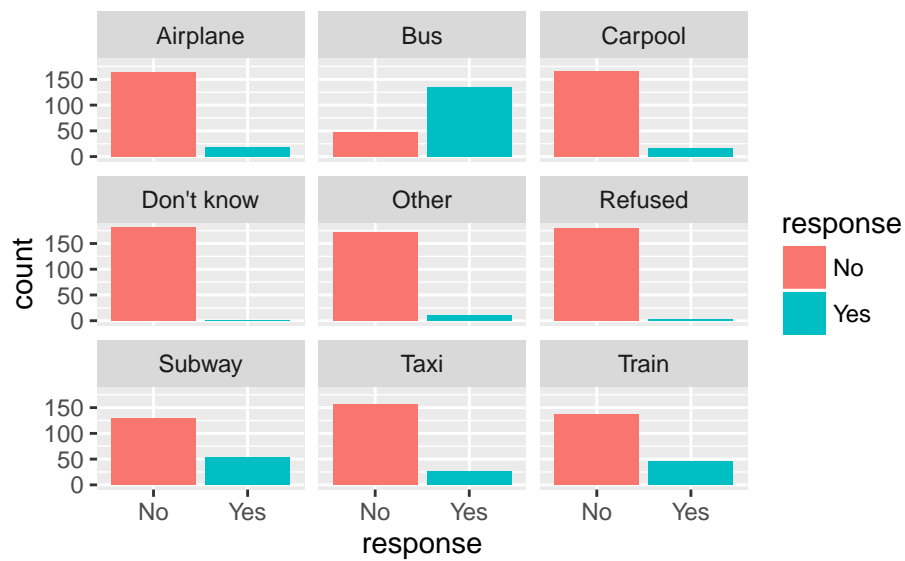 Airplane Bus Carpool
150
100
50
0
Don't know Other Refused
150
100
50
0
count
Subway Taxi Train
150
100
50
0
No Yes No Yes No Yes
response
response
No
Yes